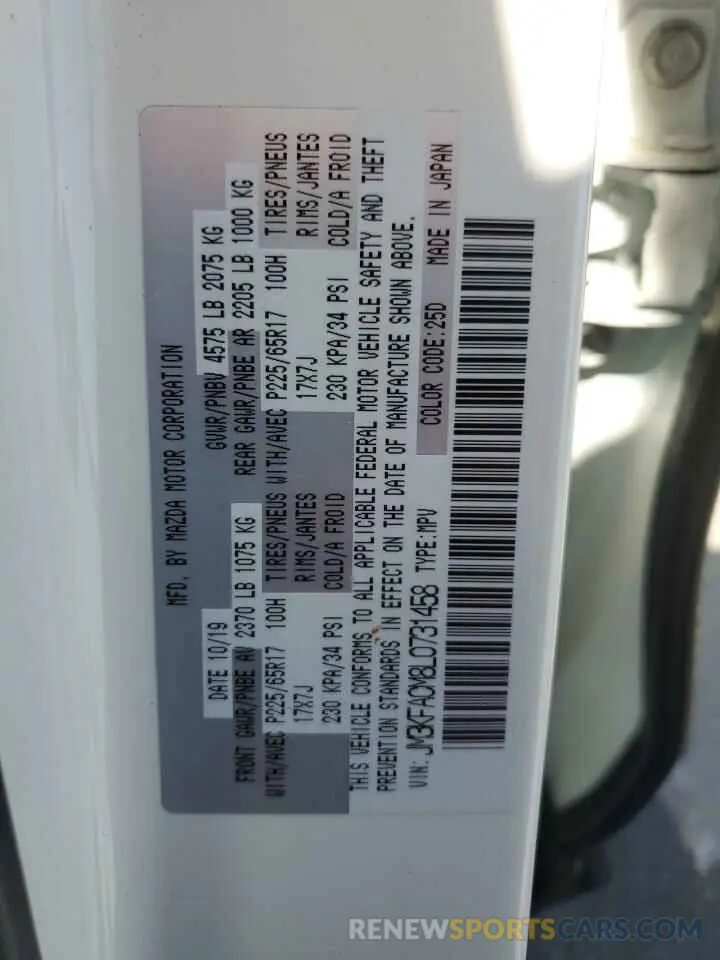 MFD. BY MAZDA MOTOR CORPORATION
DATE 10/19 GVWR/PNBV 4575 LB 2075 KG
FRONT GAWR/PNBE AV 2370 LB 1075 KG REAR GAWR/PNBE AR 2205 LB 1000 KG
WITH/AVEC P225/65R17 100H TIRES/PNEUS WITH/AVEC P225/65R17 100H TIRES/PNEUS
17X7J RIMS/JANTES 17X7J RIMS/JANTES
230 KPA/34 PSI COLD/A FROID 230 KPA/34 PSI COLD/A FROID
THIS VEHICLE CONFORMS TO ALL APPLICABLE FEDERAL MOTOR VEHICLE SAFETY AND THEFT
PREVENTION STANDARDS IN EFFECT ON THE DATE OF MANUFACTURE SHOWN ABOVE.
VIN: JM3KFACM8L0731458 TYPE:MPV COLOR CODE:25D MADE IN JAPAN
RENEWSPORTSCARS.COM